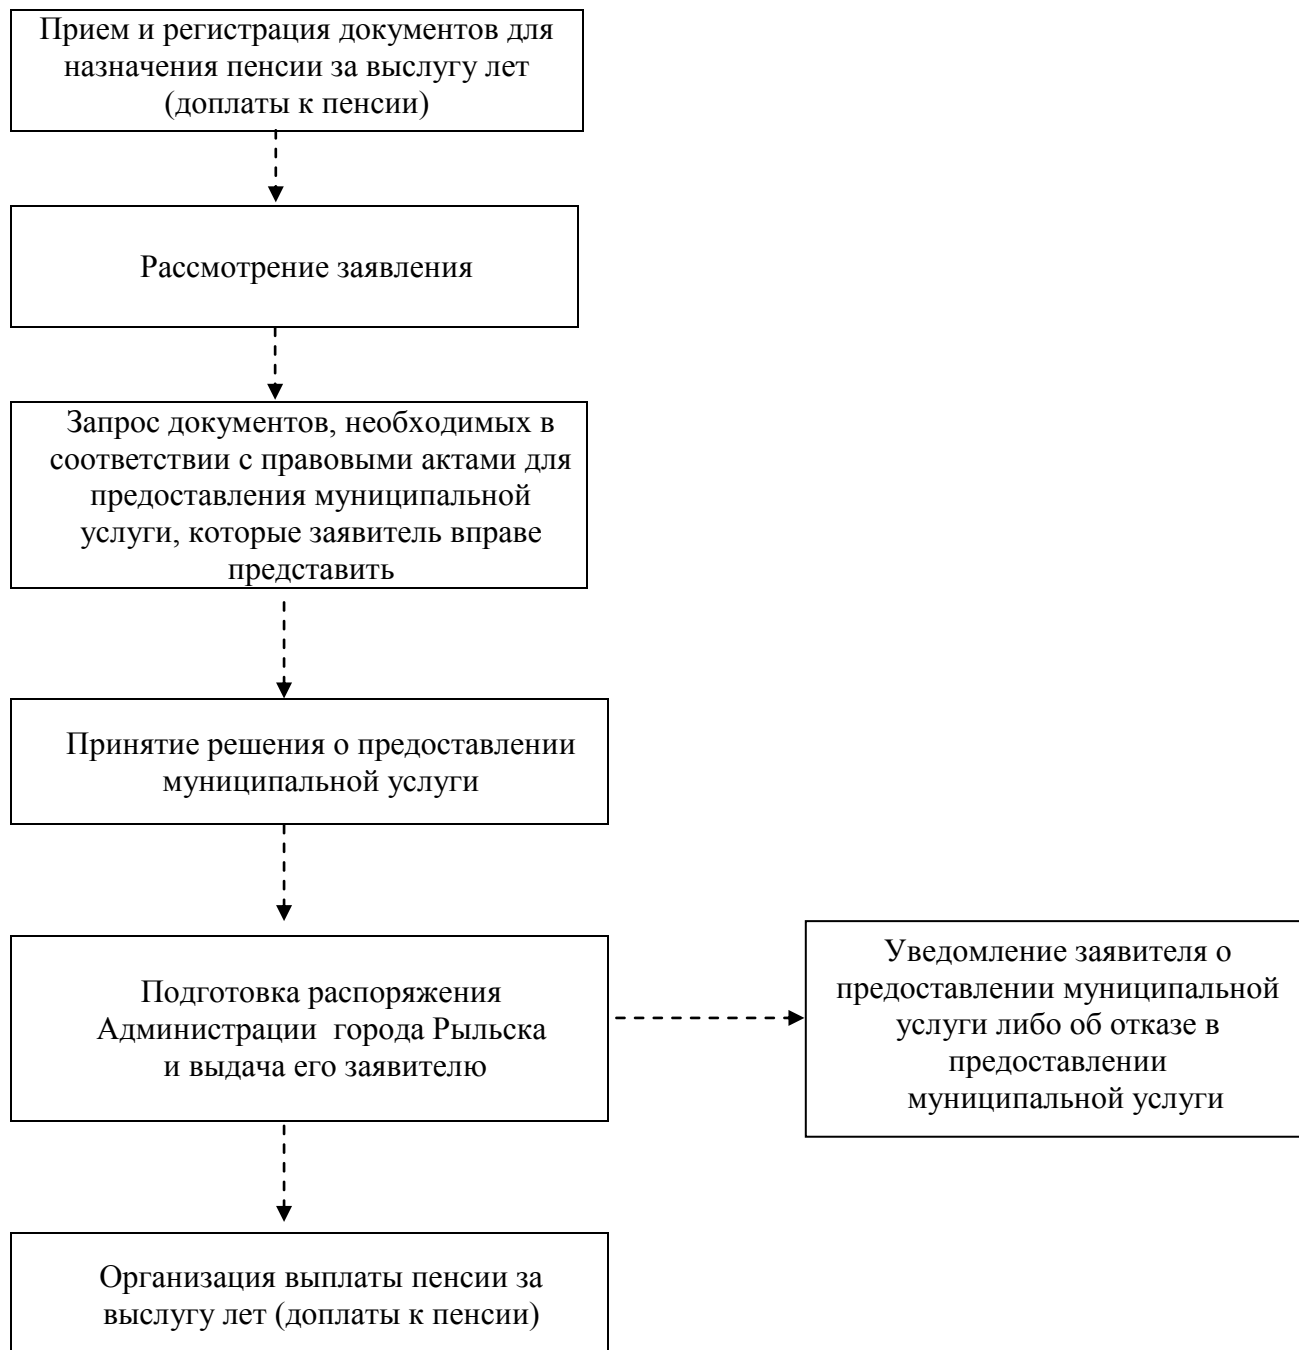 Прием и регистрация документов для
назначения пенсии за выслугу лет
(доплаты к пенсии)
Рассмотрение заявления
Запрос документов, необходимых в
соответствии с правовыми актами для
предоставления муниципальной
услуги, которые заявитель вправе
представить
Принятие решения о предоставлении
муниципальной услуги
Подготовка распоряжения
Администрации  города Рыльска
и выдача его заявителю
Уведомление заявителя о
предоставлении муниципальной
услуги либо об отказе в
предоставлении
муниципальной услуги
Организация выплаты пенсии за
выслугу лет (доплаты к пенсии)